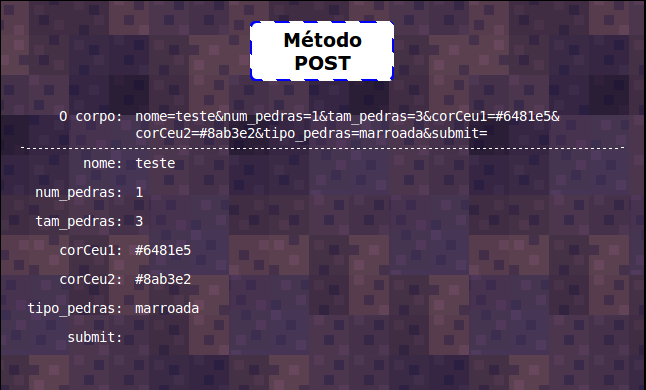 Método
POST
O corpo: nome=teste&num_pedras=1&tam_pedras=3&corCeu1=#6481e5&
corCeu2=#8ab3e2&tipo_pedras=marroada&submit=
nome: teste
num_pedras: 1
tam_pedras: 3
corCeu1: #6481e5
corCeu2: #8ab3e2
tipo_pedras: marroada
submit: